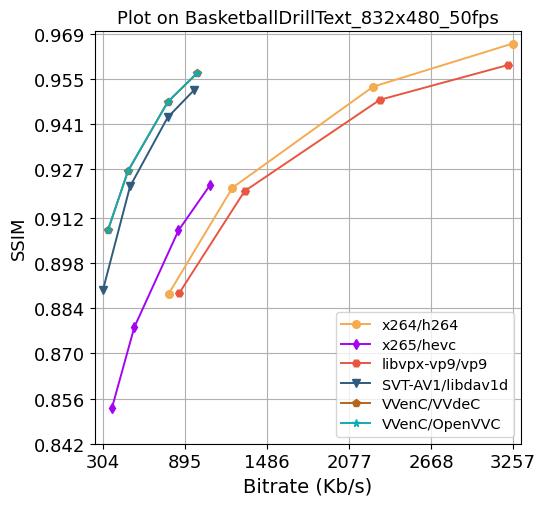 Plot on BasketballDrillText_832x480_50fps
0.969
0.955
0.941
0.927
0.912
0.898
0.884
0.870
0.856
0.842
SSIM
x264/h264
x265/hevc
libvpx-vp9/vp9
SVT-AV1/libdav1d
VVenC/VVdeC
VVenC/OpenVVC
304 895 1486 2077 2668 3257
Bitrate (Kb/s)